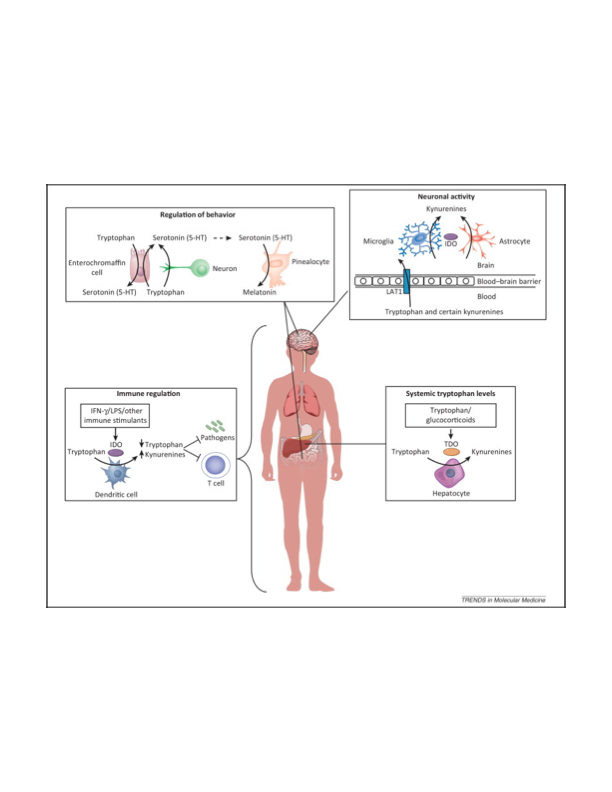 Regulation of behavior
Tryptophan
Serotonin (5-HT)
Serotonin (5-HT)
Enterochromaffin
cell
Neuron
Pinealocyte
Serotonin (5-HT)
Tryptophan
Melatonin
Neuronal activity
Kynurenines
Microglia
IDO
Astrocyte
Brain
Blood–brain barrier
LAT1
Blood
Tryptophan and certain kynurenines
Immune regulation
IFN-γ/LPS/other
immune stimulants
IDO
Tryptophan
Tryptophan
Kynurenines
Pathogens
T cell
Dendritic cell
Systemic tryptophan levels
Tryptophan/
glucocorticoids
TDO
Tryptophan
Kynurenines
Hepatocyte
TRENDS in Molecular Medicine